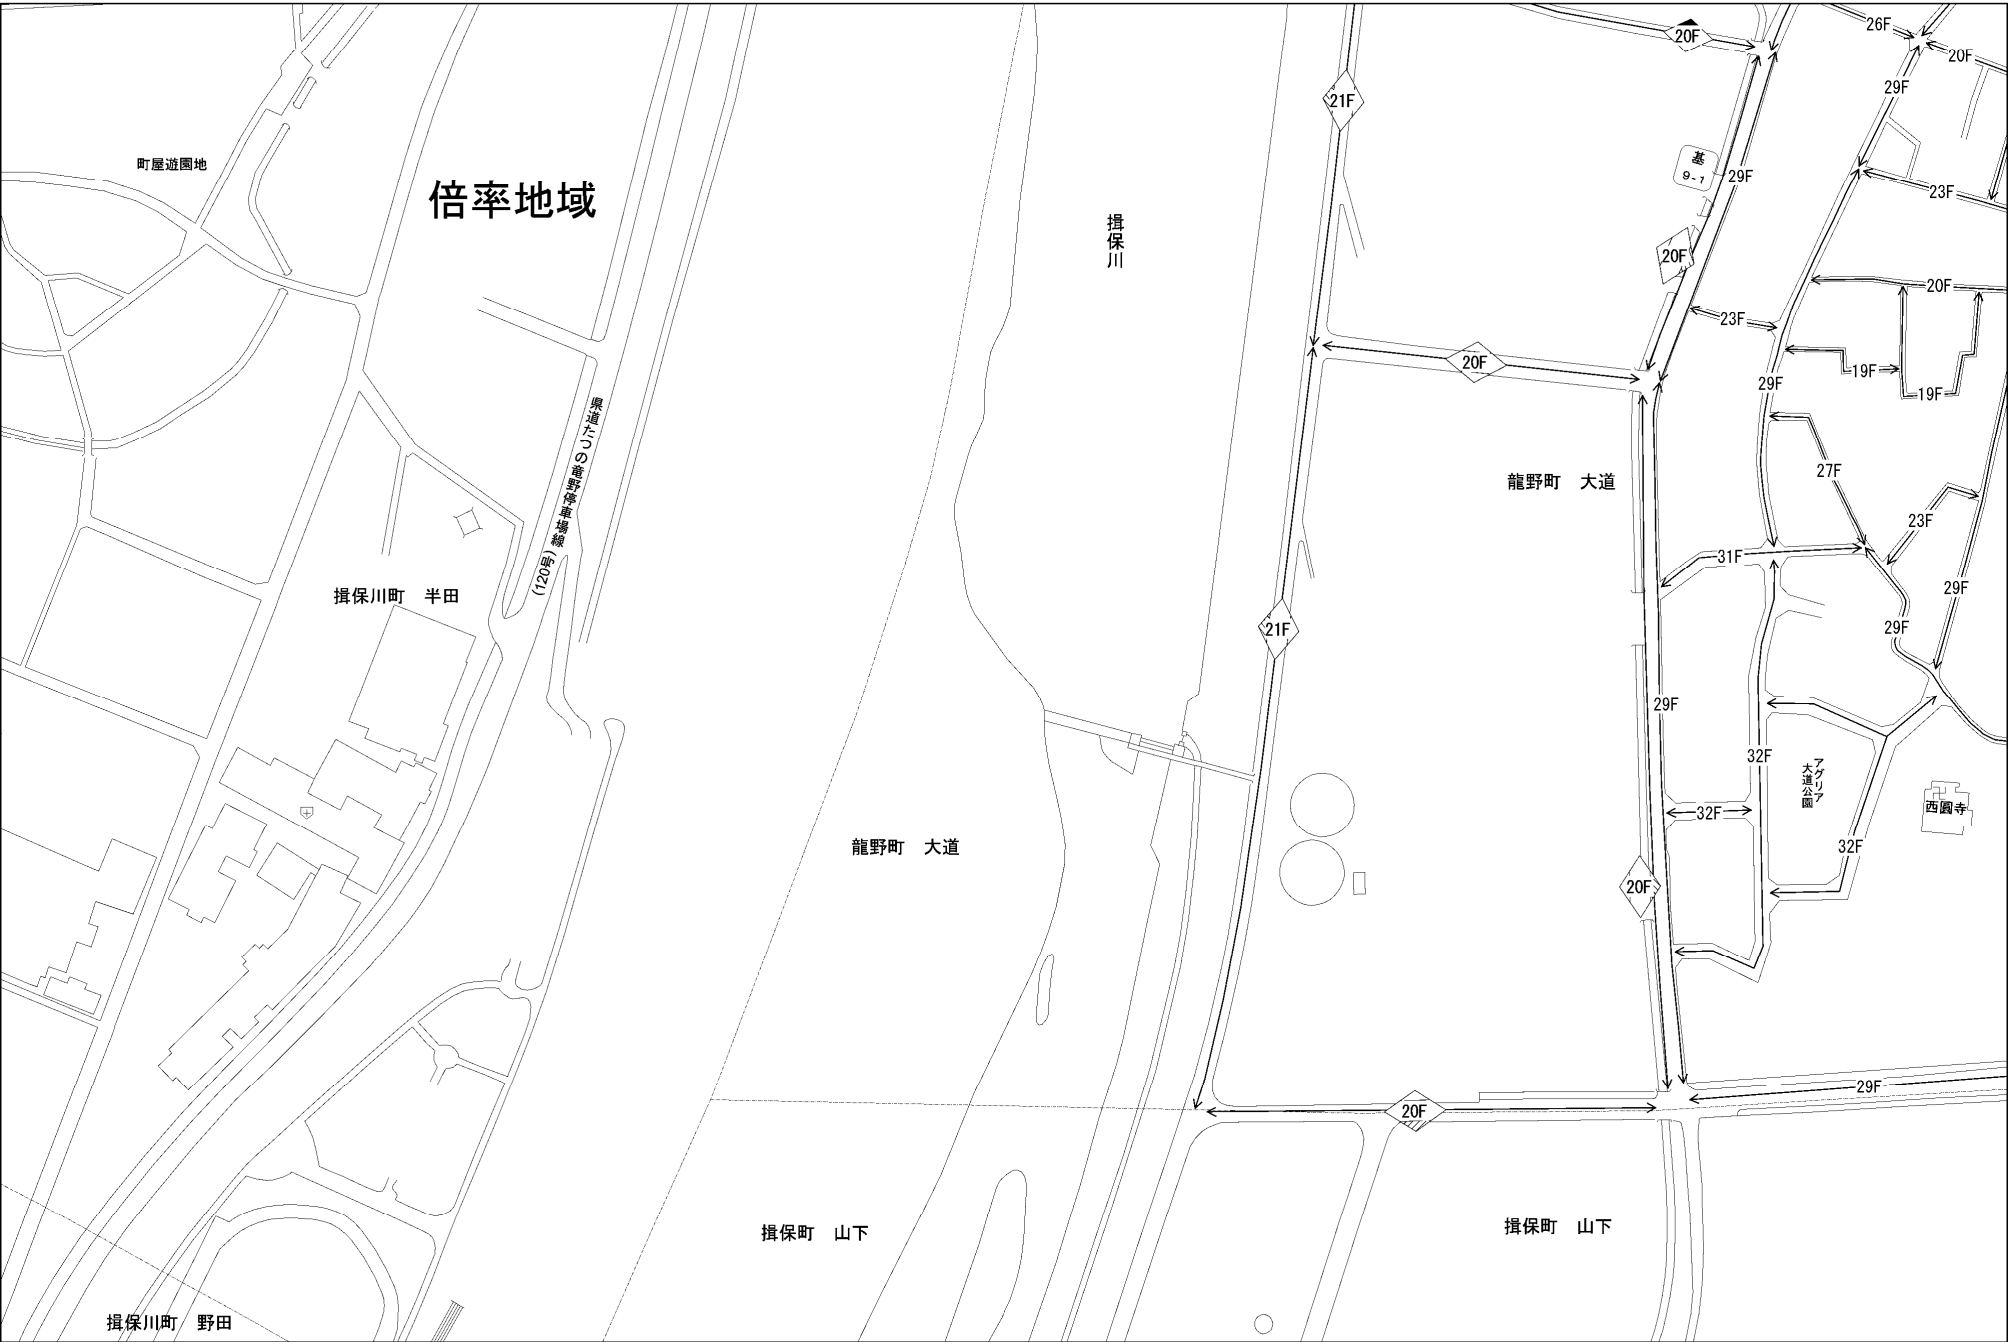 26F
20F
20F
29F
21F
町屋遊園地
倍率地域
基
9-1
29F
23F
揖保川
20F
20F
23F
20F
19F
29F
19F
県道たつの竜野停車場線
(120号)
龍野町　大道
27F
23F
31F
29F
揖保川町　半田
21F
29F
29F
32F
アグリア
大道公園
32F
西圓寺
龍野町　大道
32F
20F
29F
20F
揖保町　山下
揖保町　山下
揖保川町　野田